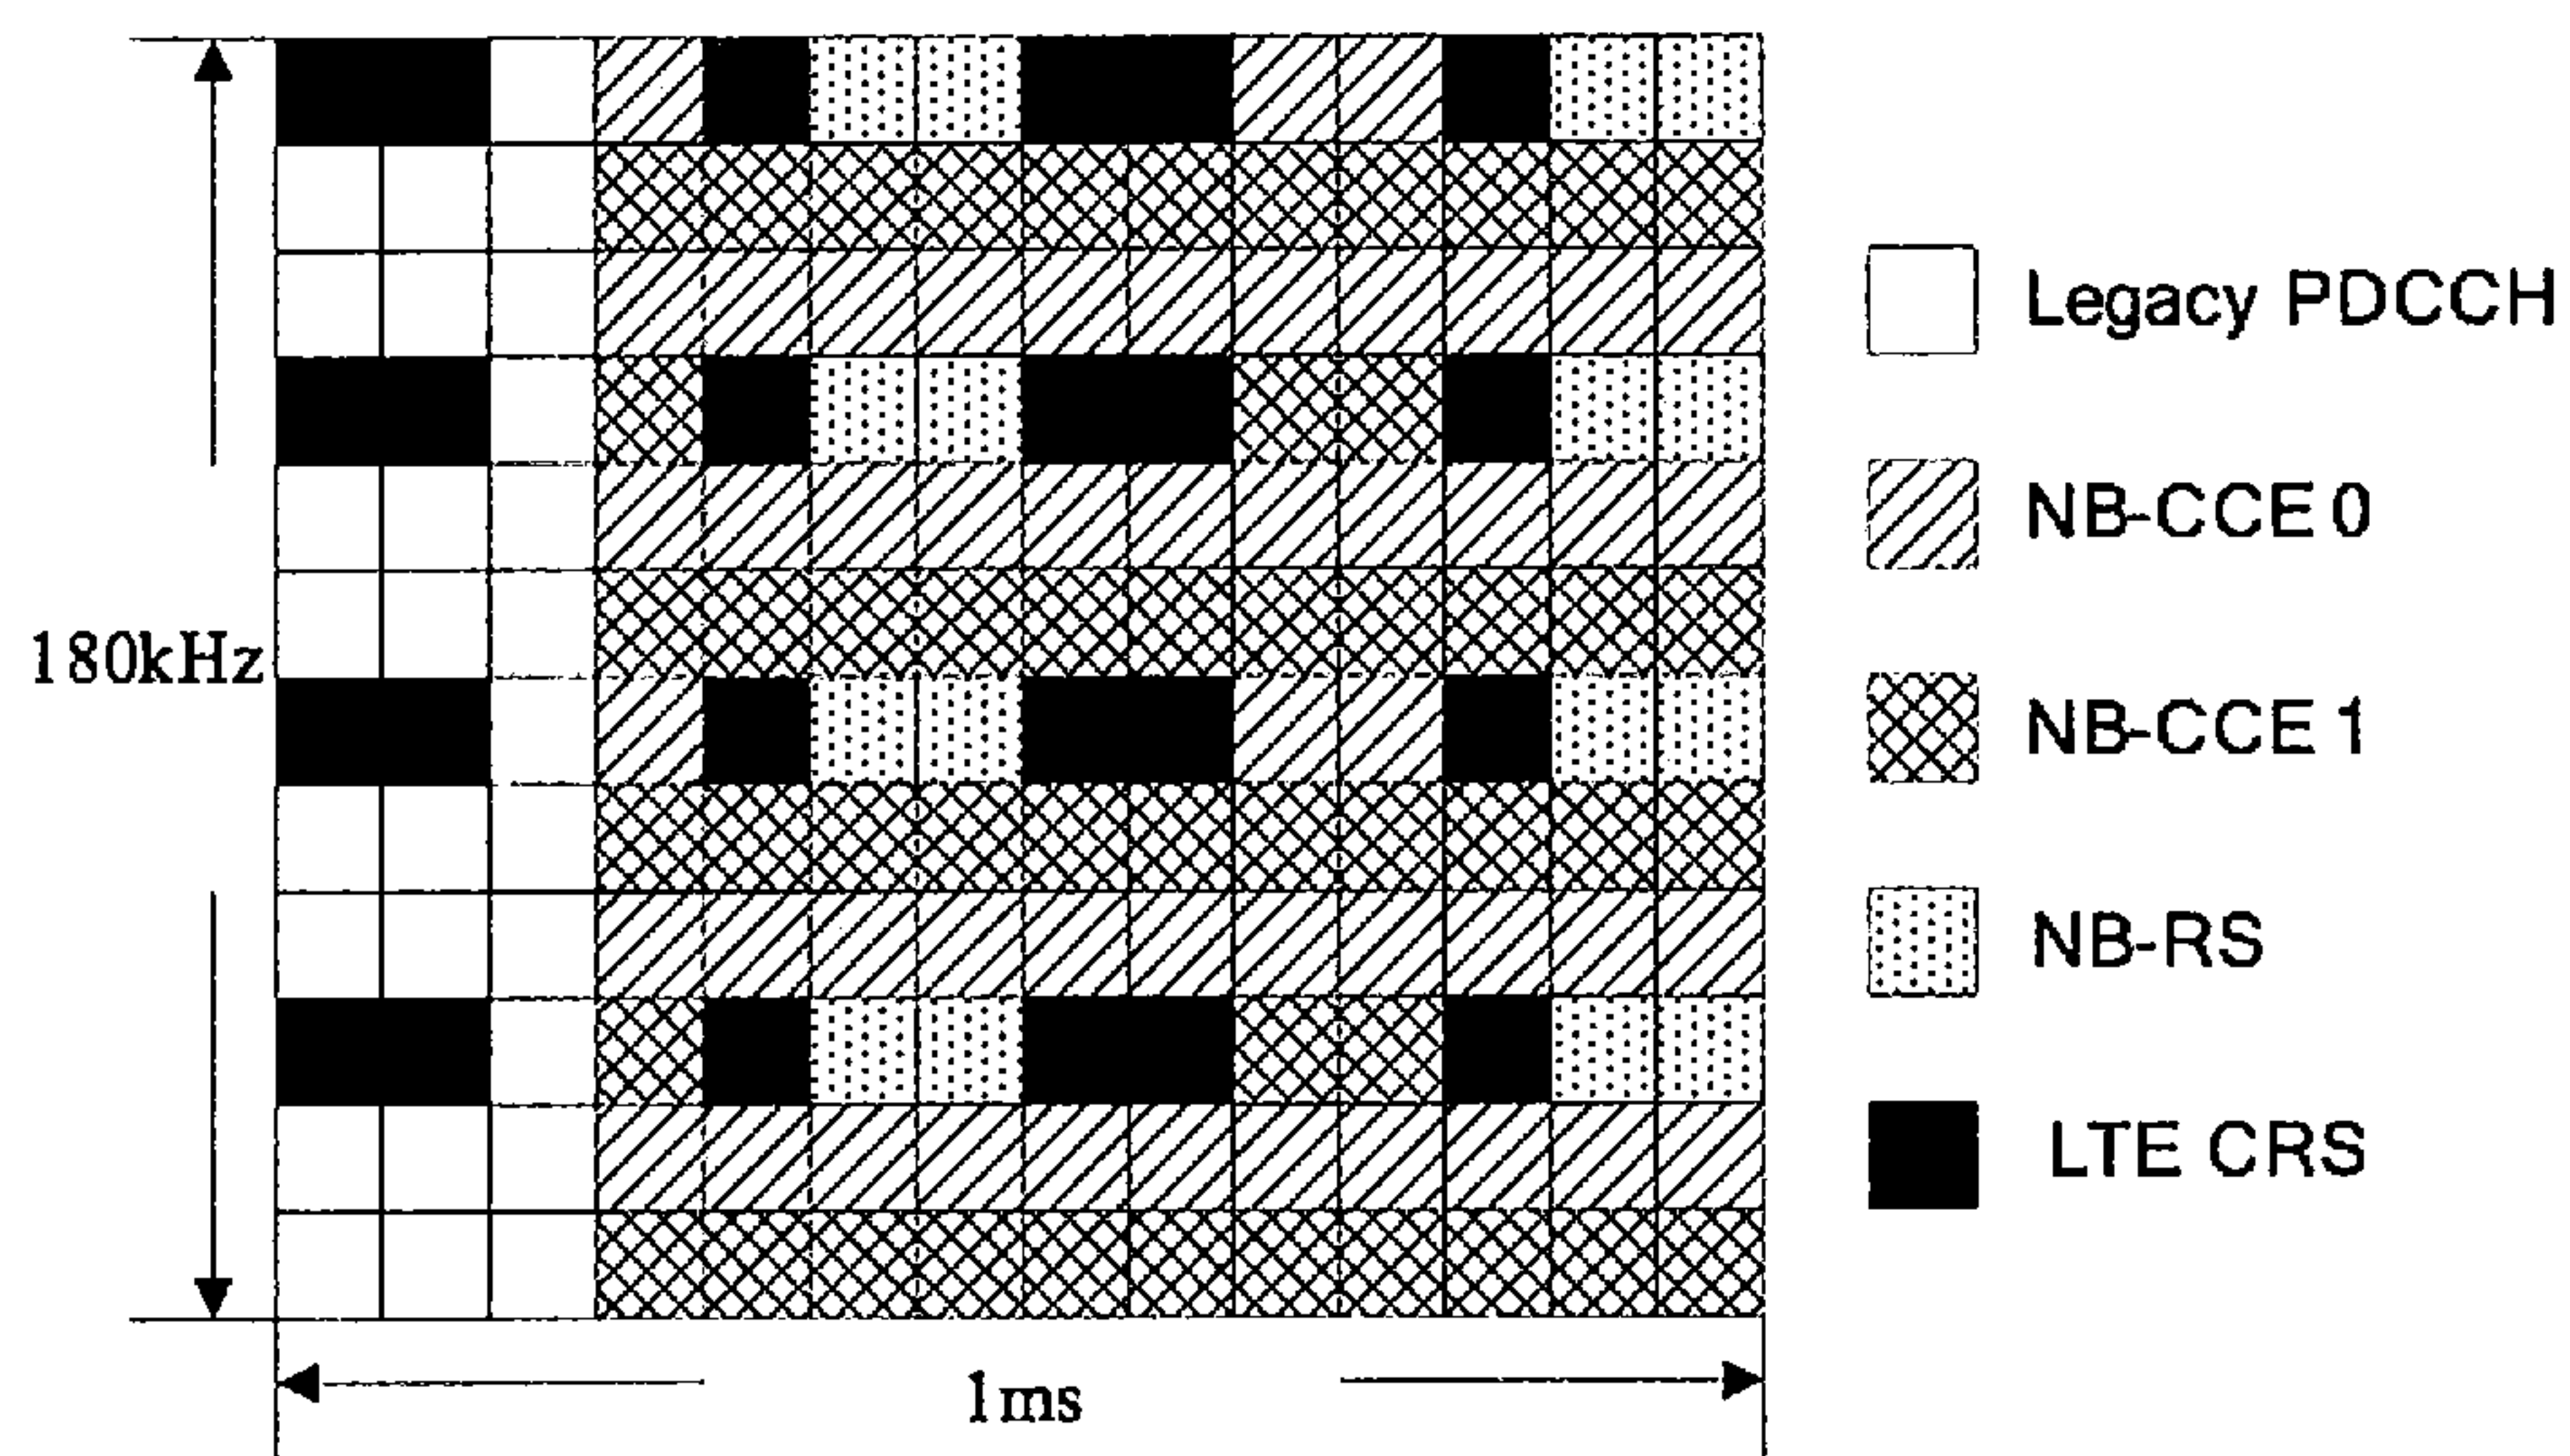 180kHz
1ms
Legacy PDCCH
NB-CCE 0
NB-CCE 1
NB-RS
LTE CRS